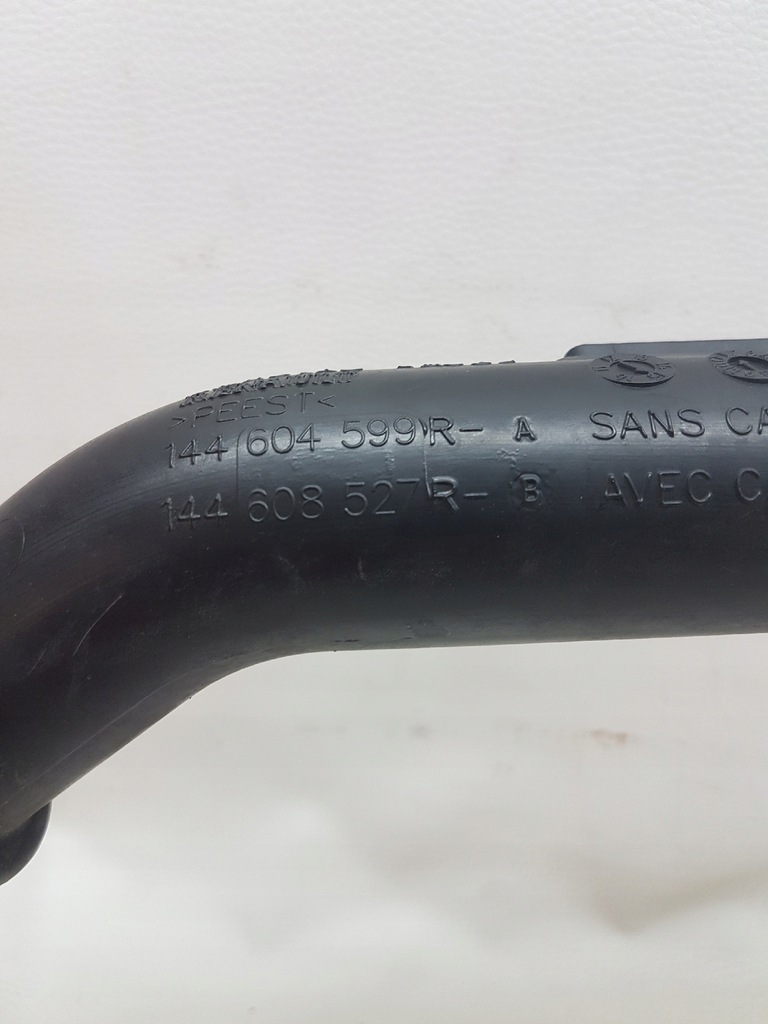 >PEEST<
144 604 599 R- A SANS CA
144 608 527 R- B AVEC C